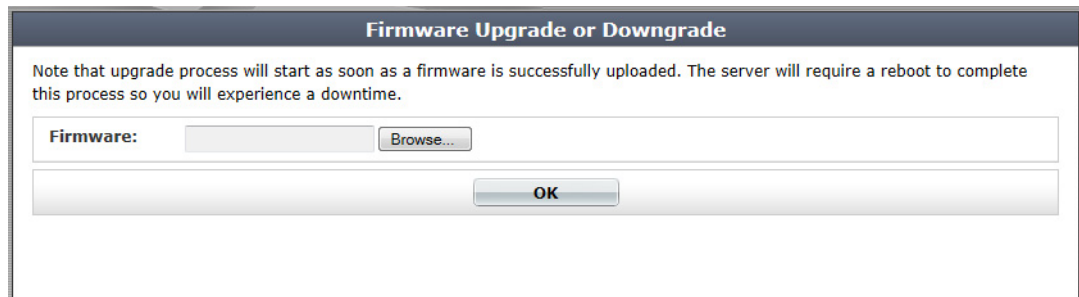 Firmware Upgrade or Downgrade
Note that upgrade process will start as soon as a firmware is successfully uploaded. The server will require a reboot to complete
this process so you will experience a downtime.
Firmware: Browse...
OK